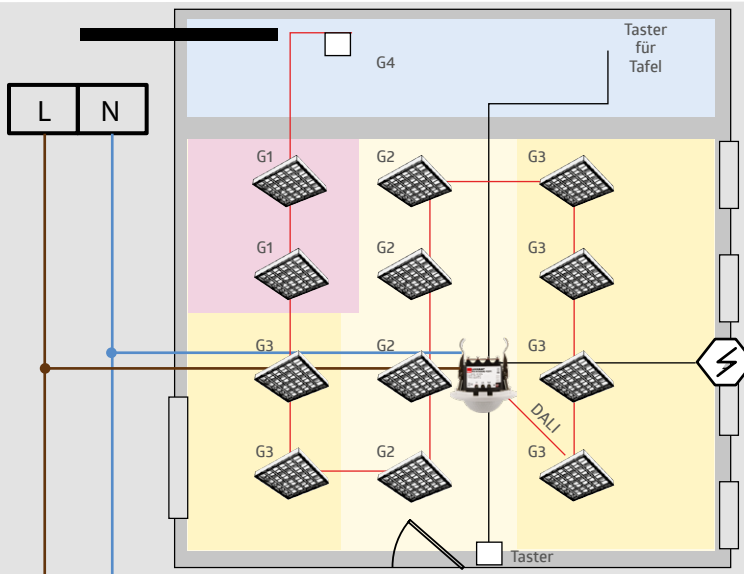 Taster
für
Tafel
G4
L N
G1 G2 G3
G1 G2 G3
G3 G2 G3
DALI
G3 G2 G3
Taster